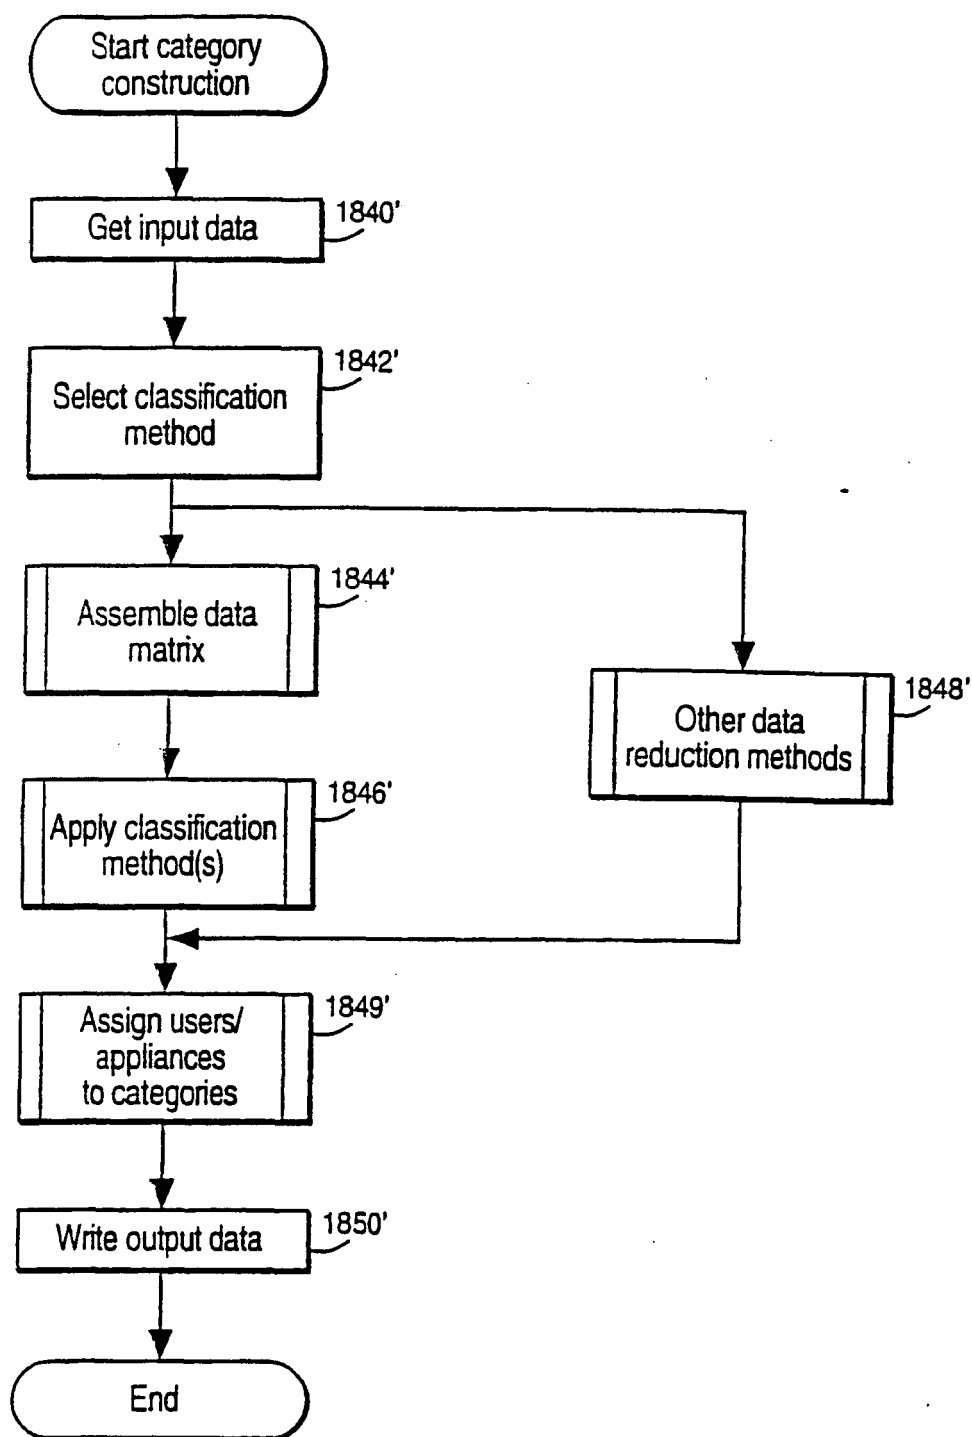 Start category
construction
Get input data
1840'
Select classification
method
1842'
Assemble data
matrix
1844'
Other data
reduction methods
1848'
Apply classification
method(s)
1846'
Assign users/
appliances
to categories
1849'
Write output data
1850'
End